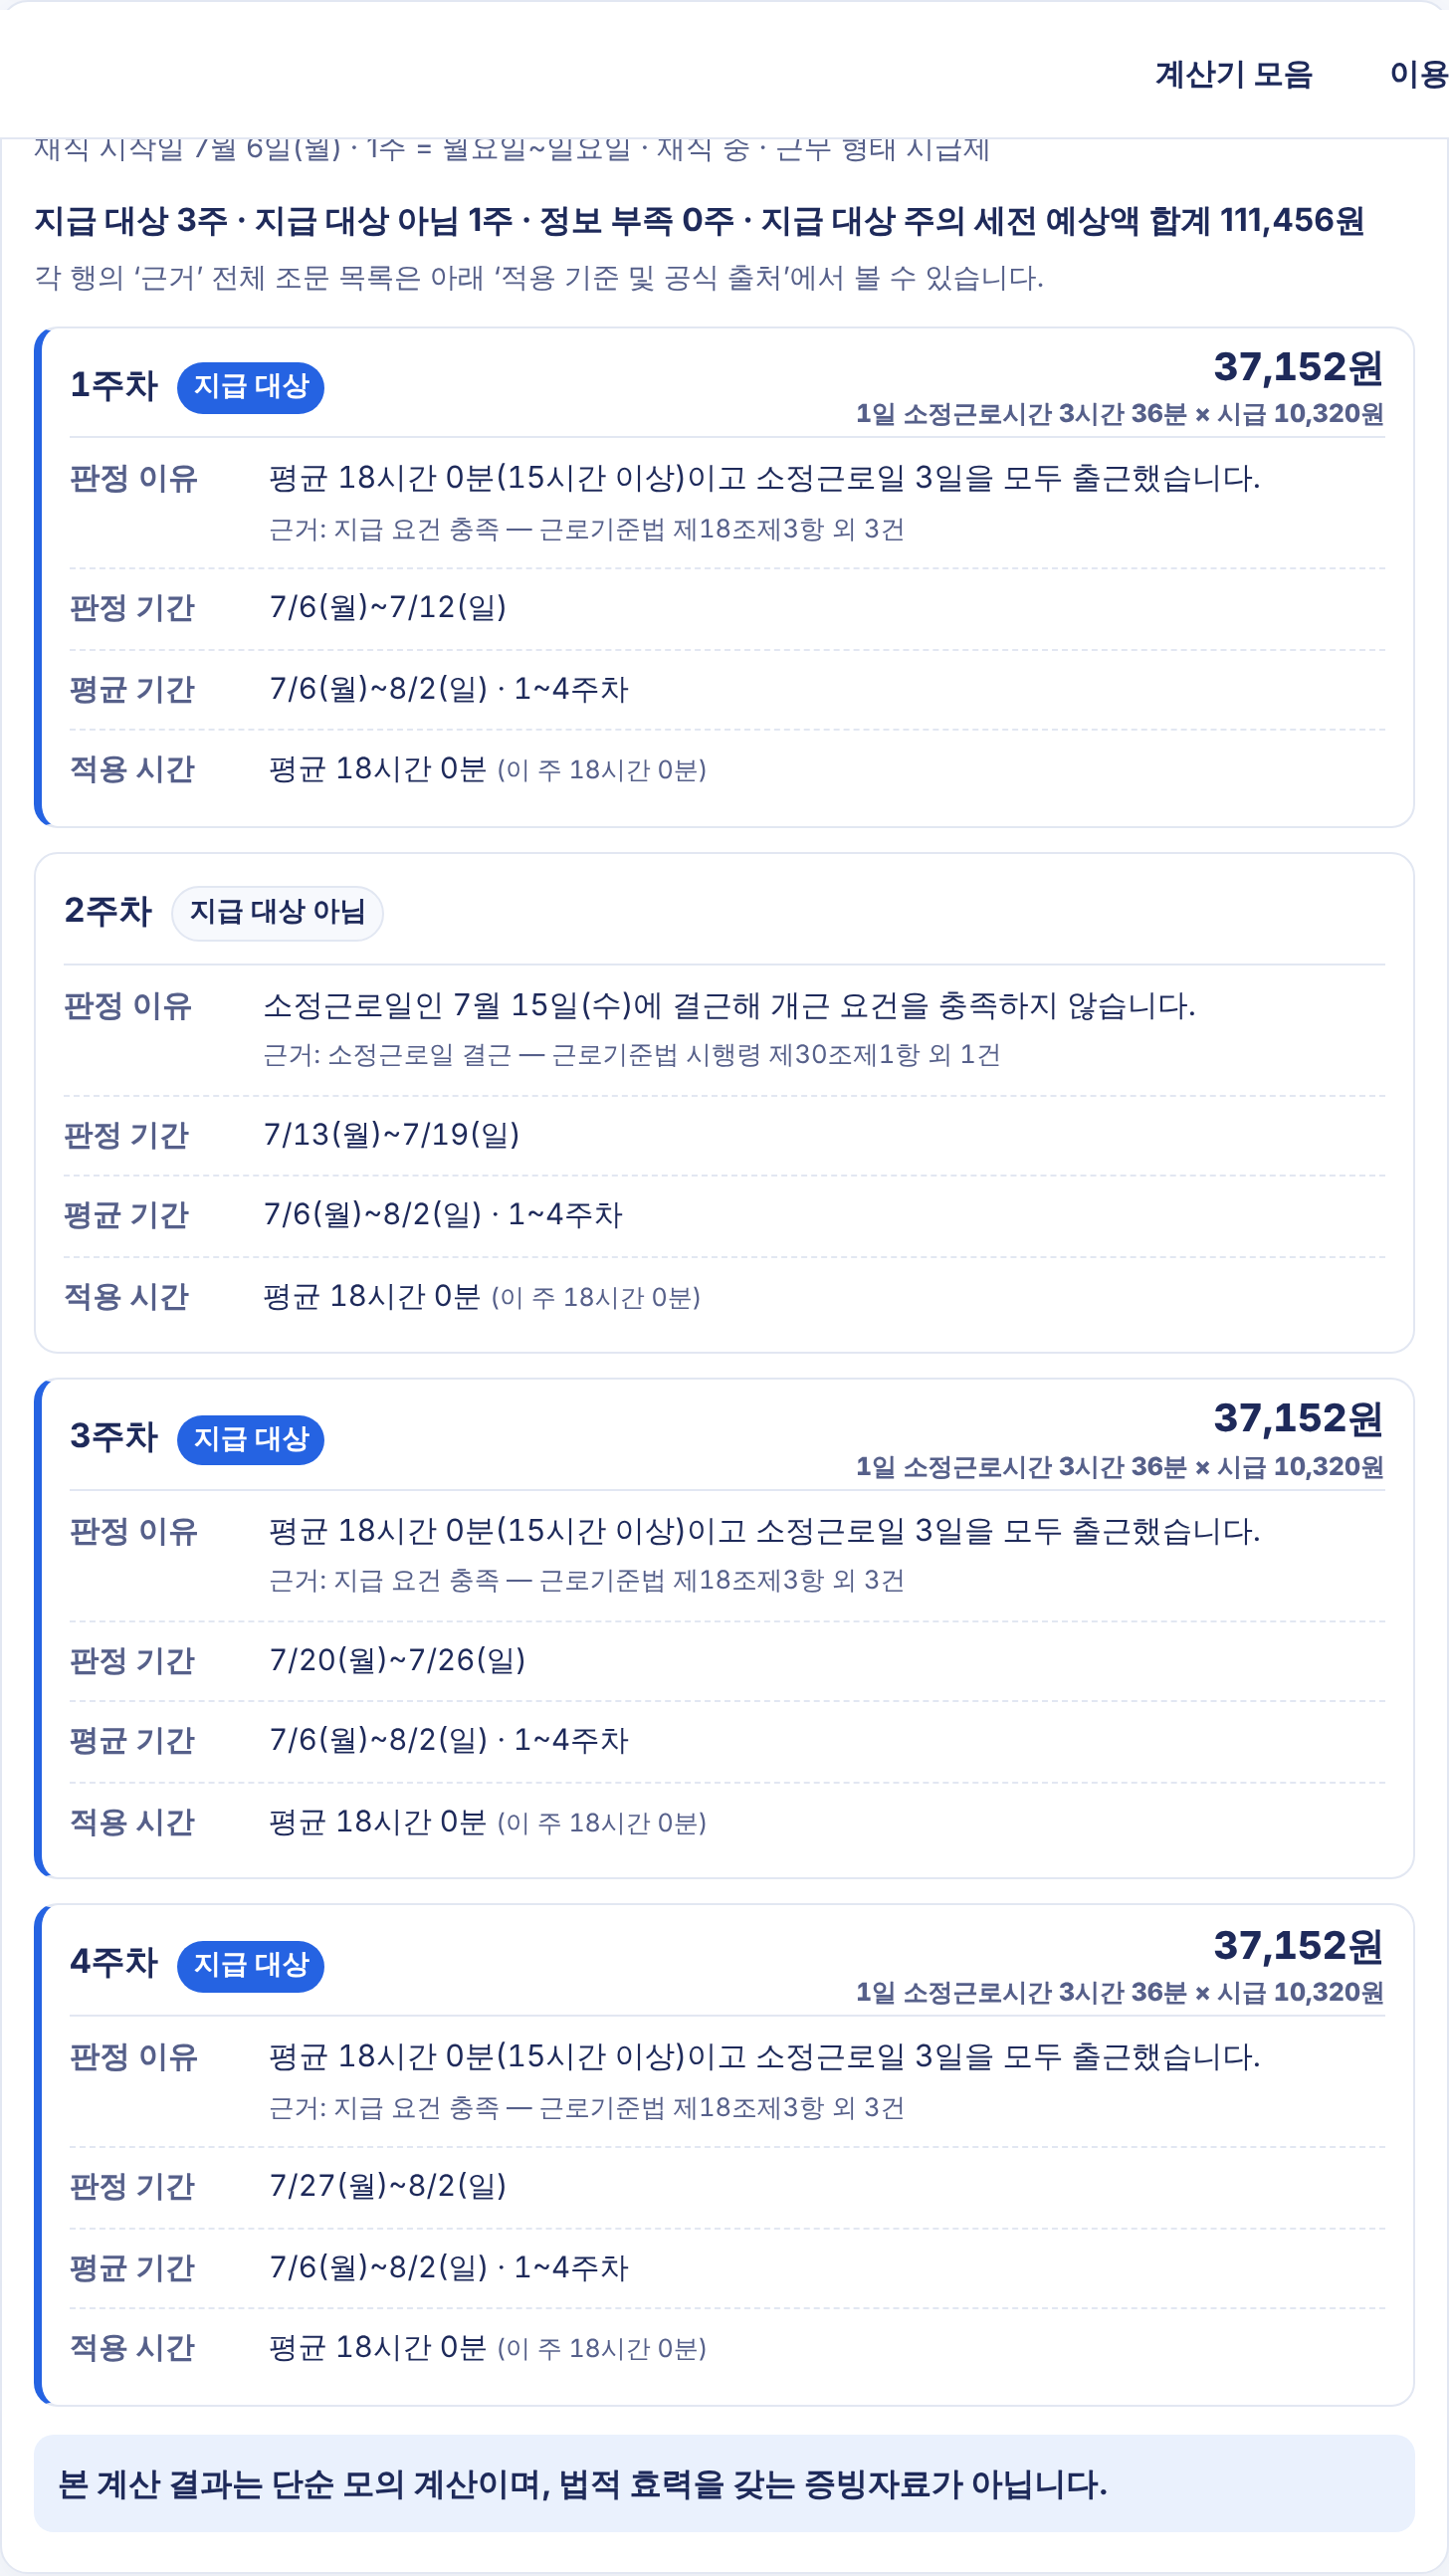 계산기 모음 이용
재직 시작일 7월 6일(월) · 1주 = 월요일~일요일 · 재직 중 · 근무 형태 시급제
지급 대상 3주 · 지급 대상 아님 1주 · 정보 부족 0주 · 지급 대상 주의 세전 예상액 합계 111,456원
각 행의 ‘근거’ 전체 조문 목록은 아래 ‘적용 기준 및 공식 출처’에서 볼 수 있습니다.
1주차 지급 대상 37,152원
1일 소정근로시간 3시간 36분 × 시급 10,320원
판정 이유 평균 18시간 0분(15시간 이상)이고 소정근로일 3일을 모두 출근했습니다.
근거: 지급 요건 충족 — 근로기준법 제18조제3항 외 3건
판정 기간 7/6(월)~7/12(일)
평균 기간 7/6(월)~8/2(일) · 1~4주차
적용 시간 평균 18시간 0분 (이 주 18시간 0분)
2주차 지급 대상 아님
판정 이유 소정근로일인 7월 15일(수)에 결근해 개근 요건을 충족하지 않습니다.
근거: 소정근로일 결근 — 근로기준법 시행령 제30조제1항 외 1건
판정 기간 7/13(월)~7/19(일)
평균 기간 7/6(월)~8/2(일) · 1~4주차
적용 시간 평균 18시간 0분 (이 주 18시간 0분)
3주차 지급 대상 37,152원
1일 소정근로시간 3시간 36분 × 시급 10,320원
판정 이유 평균 18시간 0분(15시간 이상)이고 소정근로일 3일을 모두 출근했습니다.
근거: 지급 요건 충족 — 근로기준법 제18조제3항 외 3건
판정 기간 7/20(월)~7/26(일)
평균 기간 7/6(월)~8/2(일) · 1~4주차
적용 시간 평균 18시간 0분 (이 주 18시간 0분)
4주차 지급 대상 37,152원
1일 소정근로시간 3시간 36분 × 시급 10,320원
판정 이유 평균 18시간 0분(15시간 이상)이고 소정근로일 3일을 모두 출근했습니다.
근거: 지급 요건 충족 — 근로기준법 제18조제3항 외 3건
판정 기간 7/27(월)~8/2(일)
평균 기간 7/6(월)~8/2(일) · 1~4주차
적용 시간 평균 18시간 0분 (이 주 18시간 0분)
본 계산 결과는 단순 모의 계산이며, 법적 효력을 갖는 증빙자료가 아닙니다.